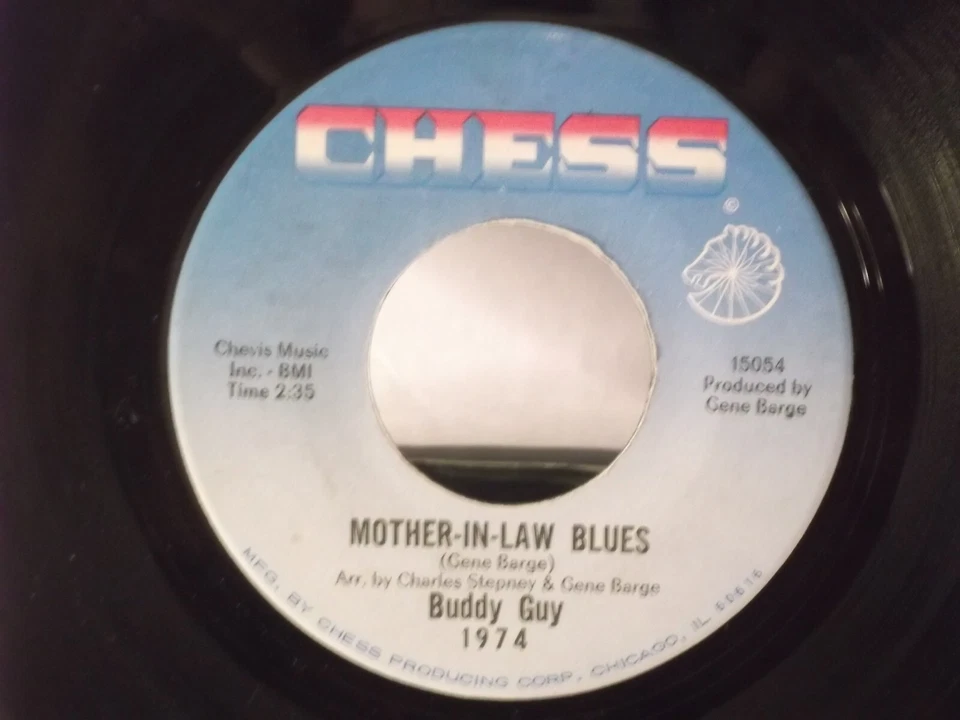 CHESS
©
Chevis Music
Inc. - BMI
Time 2:35
15054
Produced by
Gene Barge
MOTHER-IN-LAW BLUES
(Gene Barge)
Arr. by Charles Stepney & Gene Barge
Buddy Guy
1974
MFG. BY CHESS PRODUCING CORP., CHICAGO, IL 60616